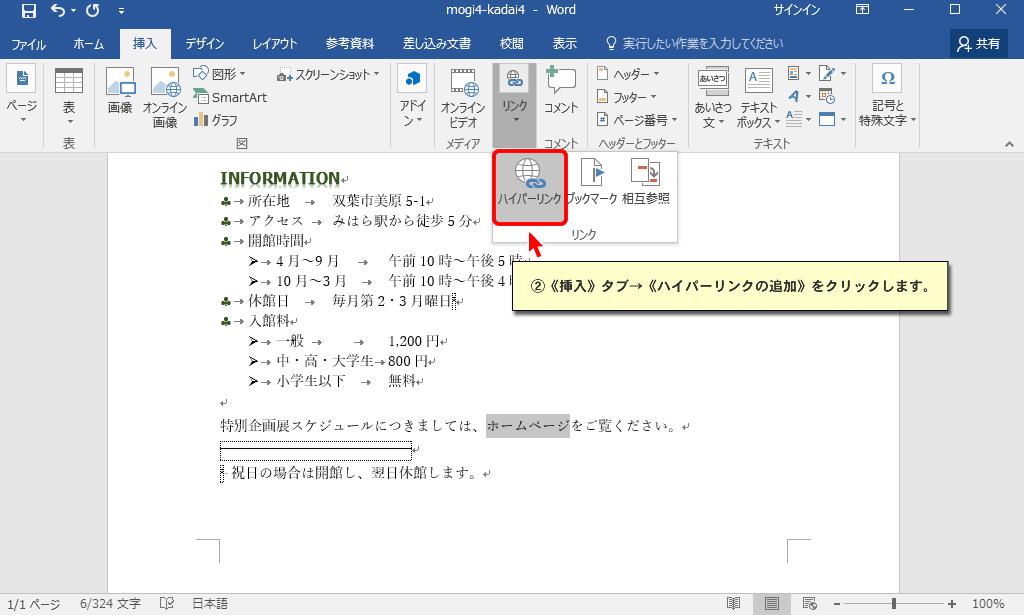 mogi4-kadai4 - Word
サインイン
ファイル ホーム 挿入 デザイン レイアウト 参考資料 差し込み文書 校閲 表示 実行したい作業を入力してください 共有
ページ
表
表
画像
オンライン
画像
図形
SmartArt
グラフ
スクリーンショット
図
アドイ
ン
オンライン
ビデオ
メディア
リンク
コメント
コメント
ヘッダー
フッター
ページ番号
ヘッダーとフッター
あいさつ
あいさつ
文
テキスト
ボックス
テキスト
記号と
特殊文字
ハイパーリンク
ブックマーク
相互参照
リンク
②《挿入》タブ→《ハイパーリンクの追加》をクリックします。
INFORMATION
♣→所在地 → 双葉市美原 5-1
♣→アクセス → みはら駅から徒歩 5 分
♣→開館時間
➢→4 月～9 月 → 午前 10 時～午後 5 時
➢→10 月～3 月 → 午前 10 時～午後 4
♣→休館日 → 毎月第 2・3 月曜日
♣→入館料
➢→一般 → → 1,200 円
➢→中・高・大学生→800 円
➢→小学生以下 → 無料
特別企画展スケジュールにつきましては、ホームページをご覧ください。
祝日の場合は開館し、翌日休館します。
1/1 ページ 6/324 文字 日本語 100%